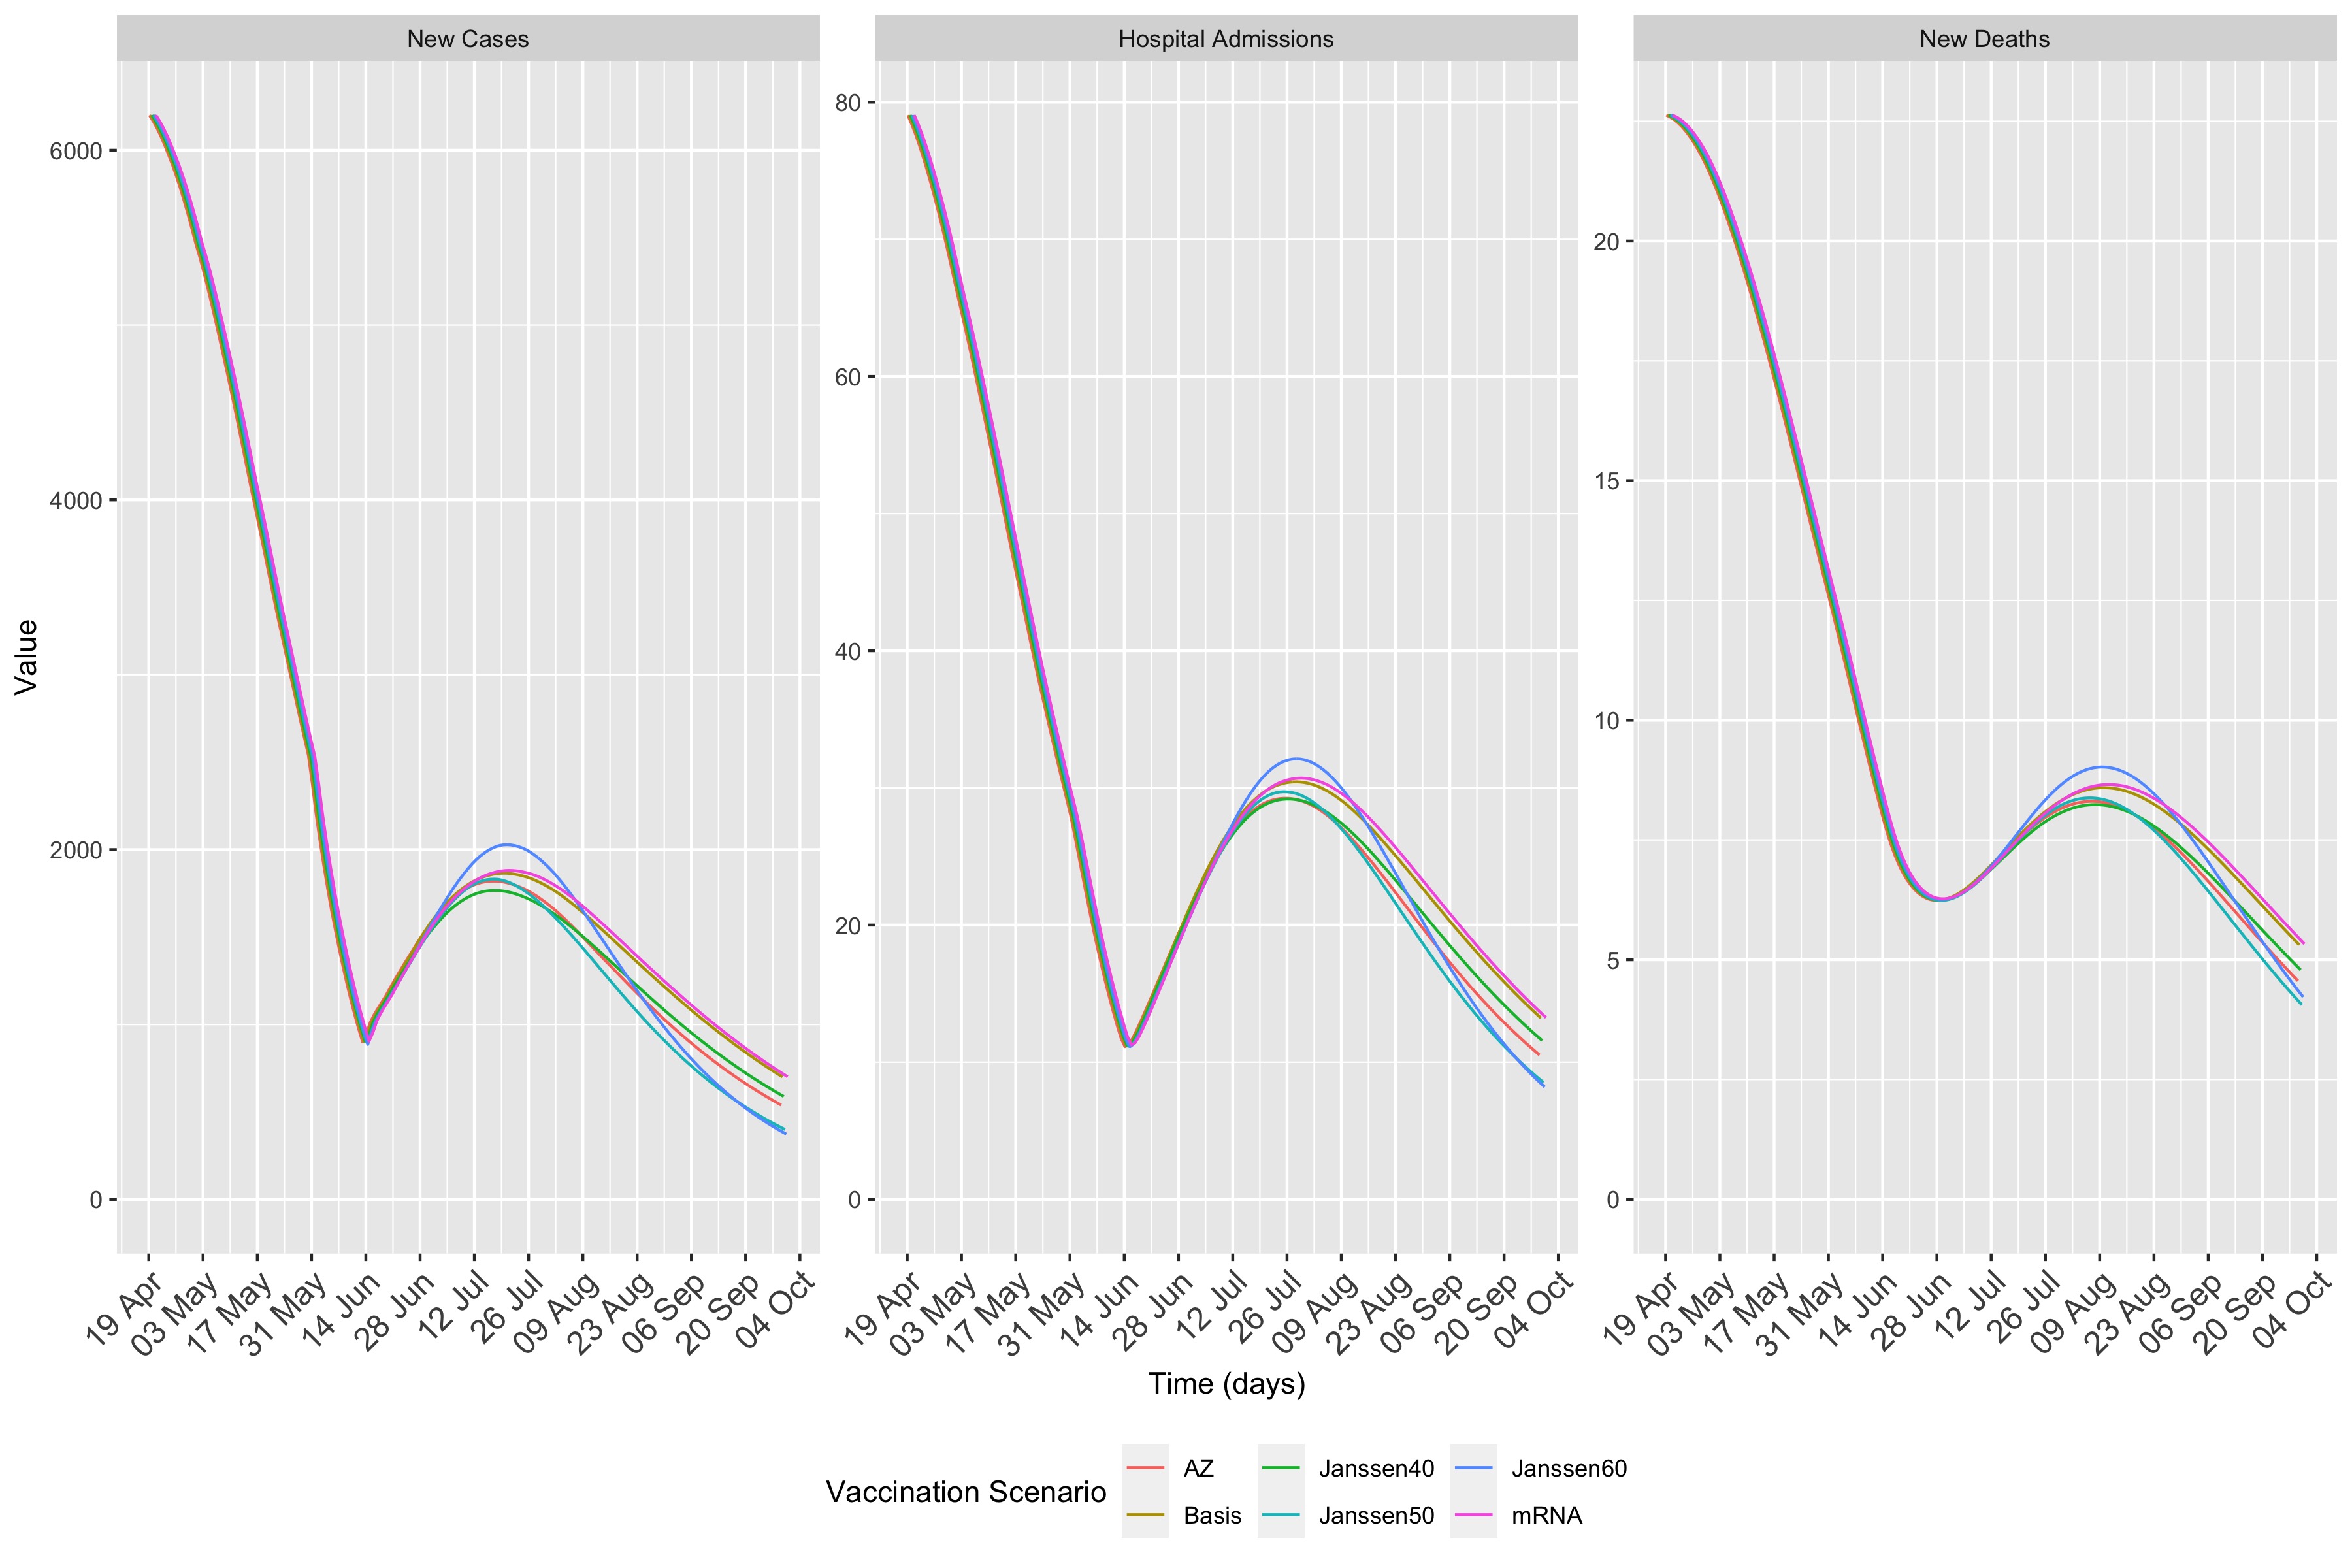 New Cases
Hospital Admissions
New Deaths
Value
6000
4000
2000
0
80
60
40
20
0
20
15
10
5
0
19 Apr
03 May
17 May
31 May
14 Jun
28 Jun
12 Jul
26 Jul
09 Aug
23 Aug
06 Sep
20 Sep
04 Oct
19 Apr
03 May
17 May
31 May
14 Jun
28 Jun
12 Jul
26 Jul
09 Aug
23 Aug
06 Sep
20 Sep
04 Oct
19 Apr
03 May
17 May
31 May
14 Jun
28 Jun
12 Jul
26 Jul
09 Aug
23 Aug
06 Sep
20 Sep
04 Oct
Time (days)
Vaccination Scenario
AZ
Janssen40
Janssen60
Basis
Janssen50
mRNA